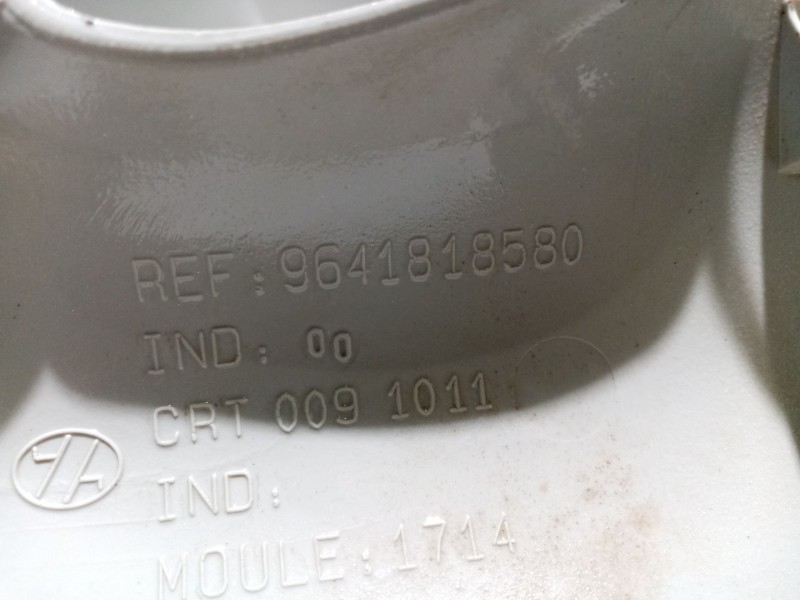 REF:9641818580
IND: 00
CRT 009 1011
IND:
MOULE:1714